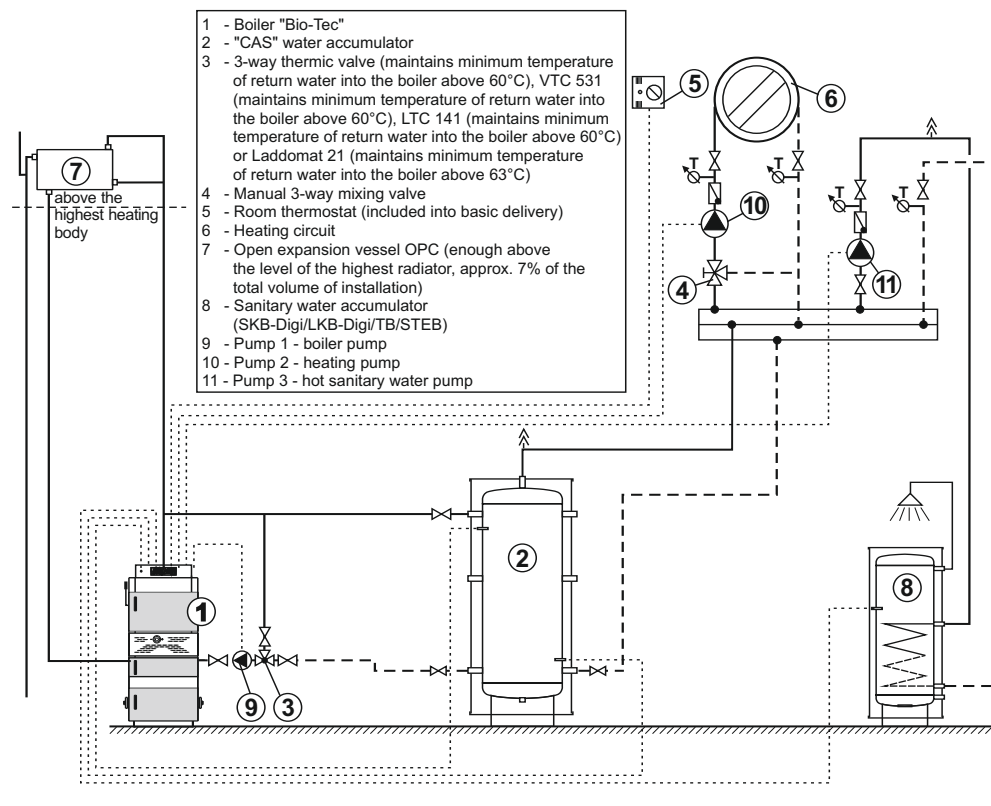 1 - Boiler "Bio-Tec"
2 - "CAS" water accumulator
3 - 3-way thermic valve (maintains minimum temperature
of return water into the boiler above 60°C), VTC 531
(maintains minimum temperature of return water into
the boiler above 60°C), LTC 141 (maintains minimum
temperature of return water into the boiler above 60°C)
or Laddomat 21 (maintains minimum temperature
of return water into the boiler above 63°C)
4 - Manual 3-way mixing valve
5 - Room thermostat (included into basic delivery)
6 - Heating circuit
7 - Open expansion vessel OPC (enough above
the level of the highest radiator, approx. 7% of the
total volume of installation)
8 - Sanitary water accumulator
(SKB-Digi/LKB-Digi/TB/STEB)
9 - Pump 1 - boiler pump
10 - Pump 2 - heating pump
11 - Pump 3 - hot sanitary water pump
5
6
7
above the
highest heating
body
T
T
T
T
10
11
4
2
8
1
9
3